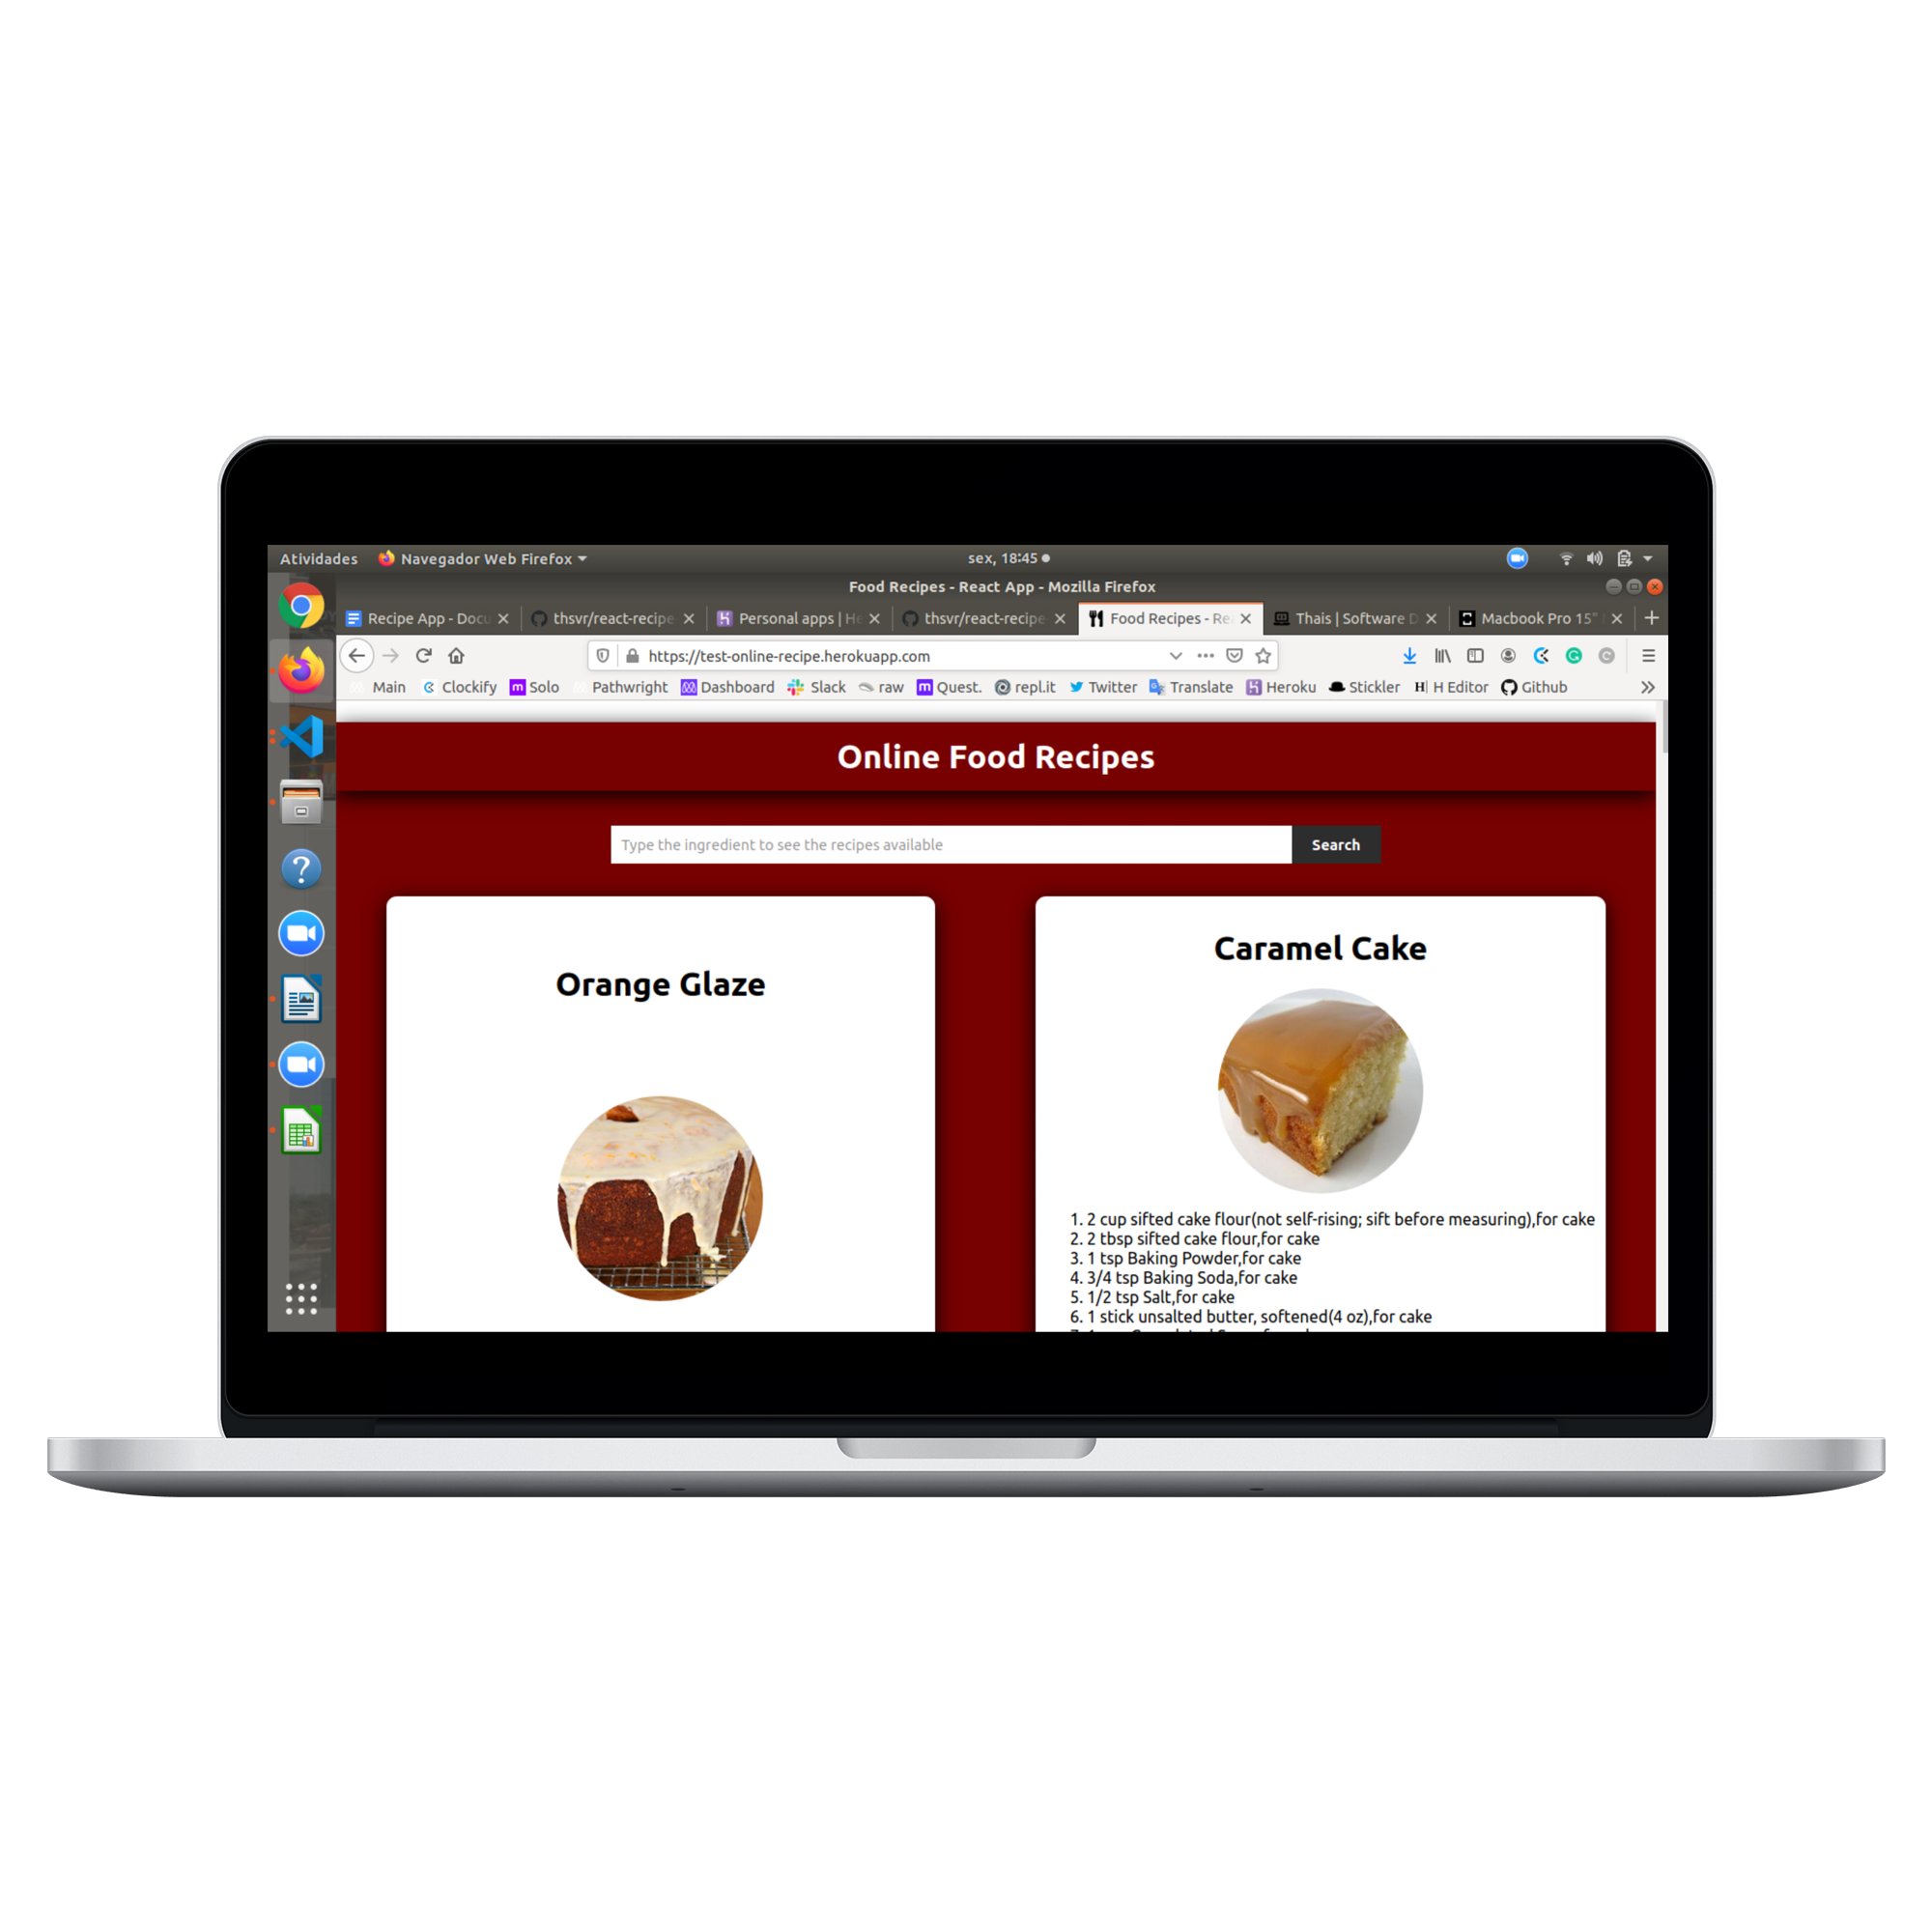 Atividades Navegador Web Firefox sex, 18:45
Food Recipes - React App - Mozilla Firefox
Recipe App - Docu thsvr/react-recipe Personal apps | He thsvr/react-recipe Food Recipes - Re Thais | Software D Macbook Pro 15"
https://test-online-recipe.herokuapp.com
Main Clockify Solo Pathwright Dashboard Slack raw Quest. repl.it Twitter Translate Heroku Stickler H Editor Github
Online Food Recipes
Type the ingredient to see the recipes available Search
Orange Glaze
Caramel Cake
1. 2 cup sifted cake flour(not self-rising; sift before measuring),for cake
2. 2 tbsp sifted cake flour,for cake
3. 1 tsp Baking Powder,for cake
4. 3/4 tsp Baking Soda,for cake
5. 1/2 tsp Salt,for cake
6. 1 stick unsalted butter, softened(4 oz),for cake